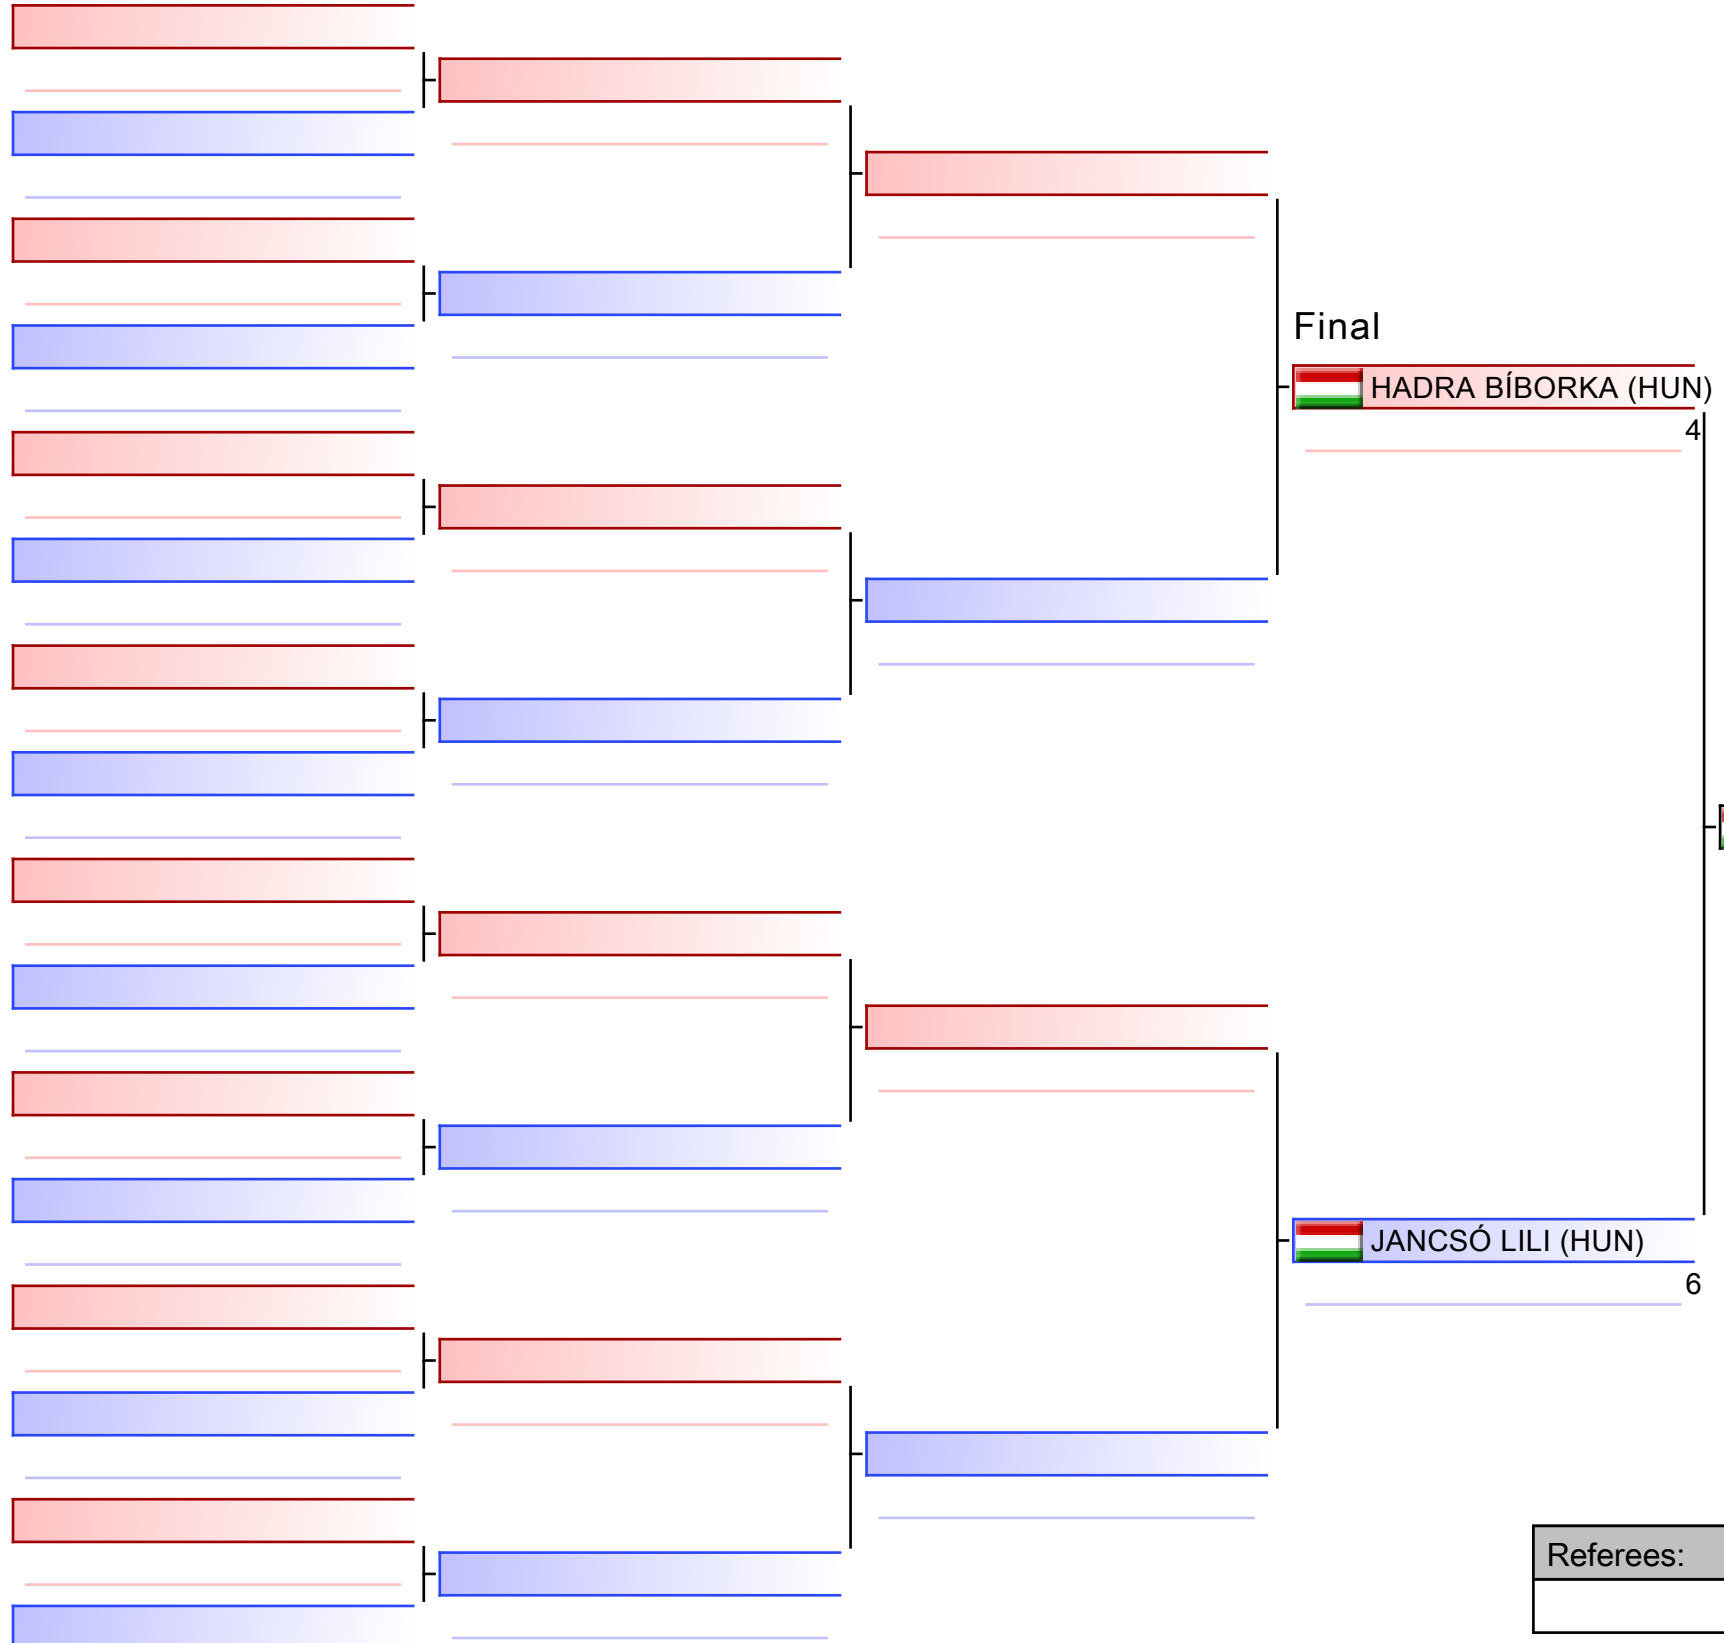 Final
HADRA BÍBORKA (HUN)
4
JANCSÓ LILI (HUN)
6
Referees: